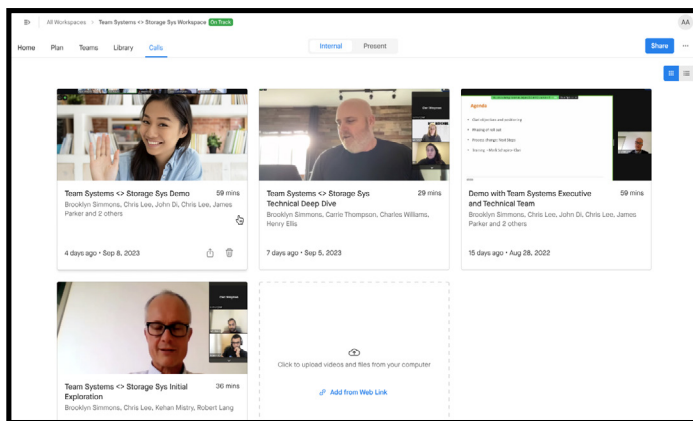 All Workspaces > Team Systems <> Storage Sys Workspace On Track
AA
Home Plan Teams Library Calls
Internal Present
Share ...
Team Systems <> Storage Sys Demo 59 mins
Brooklyn Simmons, Chris Lee, John Di, Chris Lee, James
Parker and 2 others
4 days ago • Sep 8, 2023
Team Systems <> Storage Sys 29 mins
Technical Deep Dive
Brooklyn Simmons, Carrie Thompson, Charles Williams,
Henry Ellis
7 days ago • Sep 5, 2023
Agenda
Demo with Team Systems Executive 59 mins
and Technical Team
Brooklyn Simmons, Chris Lee, John Di, Chris Lee, James
Parker and 2 others
15 days ago • Aug 28, 2022
Team Systems <> Storage Sys Initial 36 mins
Exploration
Brooklyn Simmons, Chris Lee, Kehan Mistry, Robert Lang
Click to upload videos and files from your computer
Add from Web Link